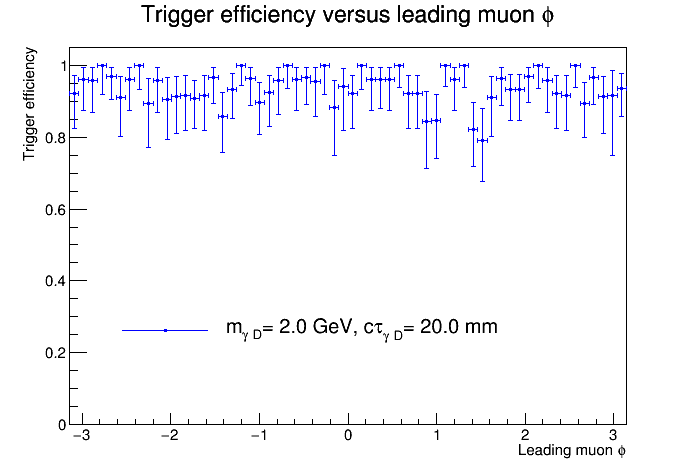 Trigger efficiency versus leading muon ϕ
Trigger efficiency
1
0.8
0.6
0.4
0.2
0
m_γ D= 2.0 GeV, cτ_γ D= 20.0 mm
−3 −2 −1 0 1 2 3
Leading muon ϕ